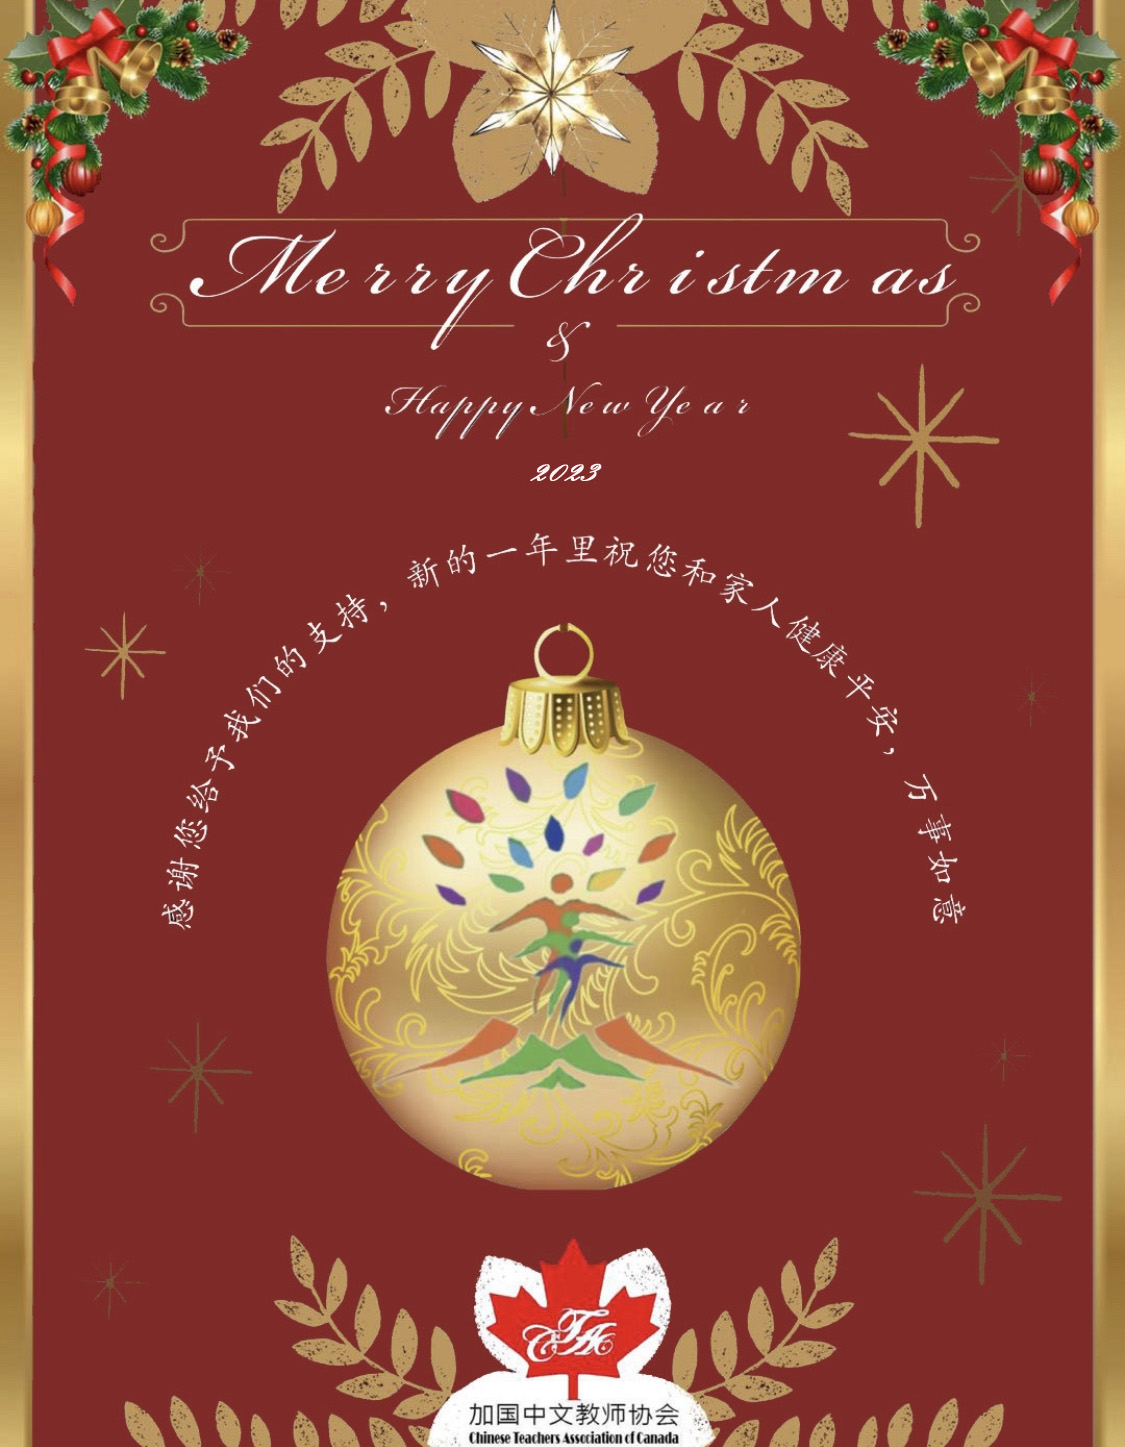 Merry Christmas
&
Happy New Year
2023
感谢您给予我们的支持，新的一年里祝您和家人健康平安，万事如意
CTAC
加国中文教师协会
Chinese Teachers Association of Canada